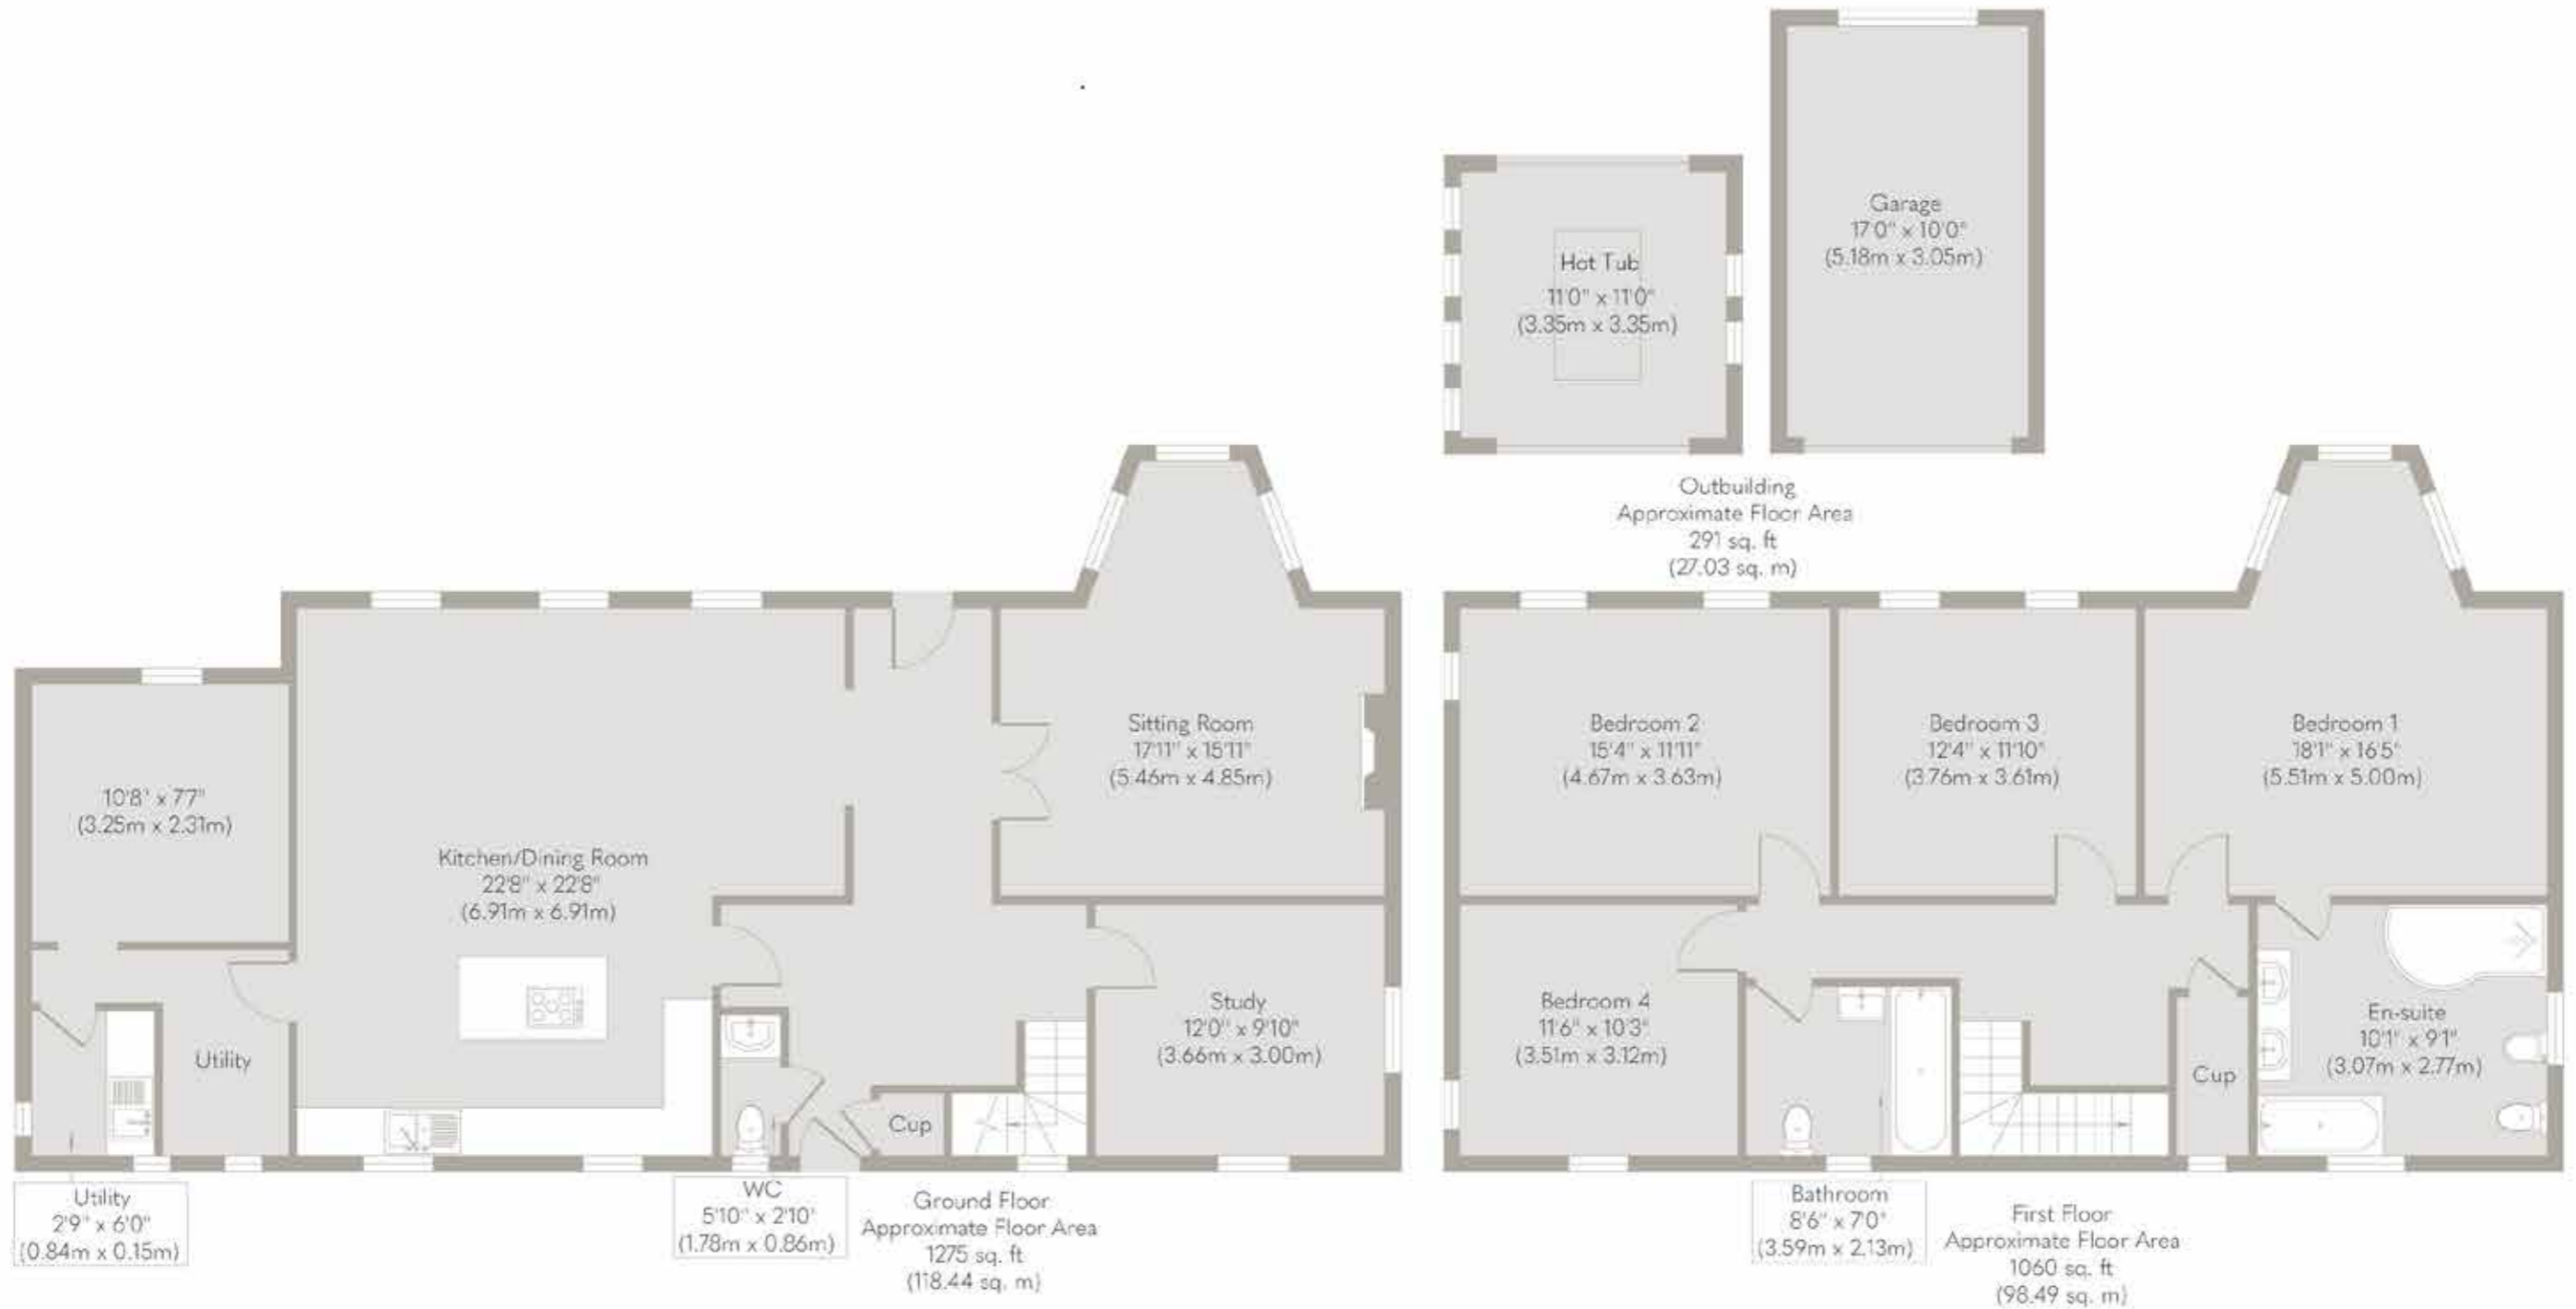 Garage
17'0" x 10'0"
(5.18m x 3.05m)
Hot Tub
11'0" x 11'0"
(3.35m x 3.35m)
Outbuilding
Approximate Floor Area
291 sq. ft
(27.03 sq. m)
10'8" x 7'7"
(3.25m x 2.31m)
Kitchen/Dining Room
22'8" x 22'8"
(6.91m x 6.91m)
Sitting Room
17'11" x 15'11"
(5.46m x 4.85m)
Study
12'0" x 9'10"
(3.66m x 3.00m)
Utility
Cup
Utility
2'9" x 6'0"
(0.84m x 0.15m)
WC
5'10" x 2'10"
(1.78m x 0.86m)
Ground Floor
Approximate Floor Area
1275 sq. ft
(118.44 sq. m)
Bedroom 2
15'4" x 11'11"
(4.67m x 3.63m)
Bedroom 3
12'4" x 11'10"
(3.76m x 3.61m)
Bedroom 1
18'1" x 16'5"
(5.51m x 5.00m)
Bedroom 4
11'6" x 10'3"
(3.51m x 3.12m)
En-suite
10'1" x 9'1"
(3.07m x 2.77m)
Cup
Bathroom
8'6" x 7'0"
(3.59m x 2.13m)
First Floor
Approximate Floor Area
1060 sq. ft
(98.49 sq. m)